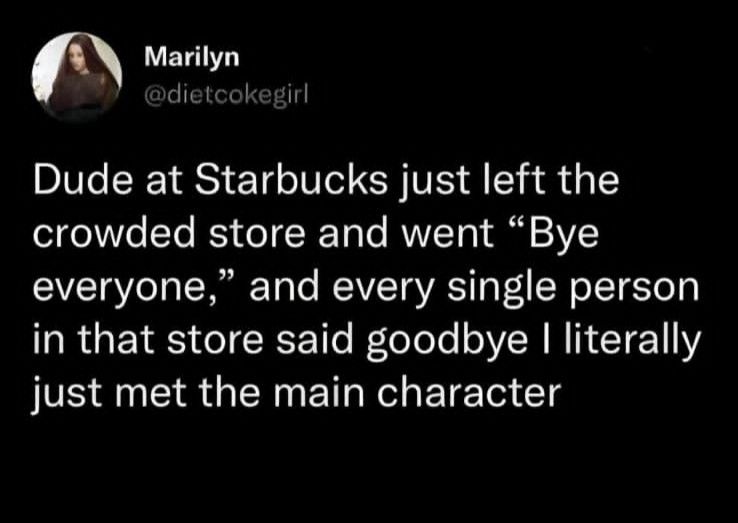 Marilyn
@dietcokegirl
Dude at Starbucks just left the
crowded store and went “Bye
everyone,” and every single person
in that store said goodbye I literally
just met the main character